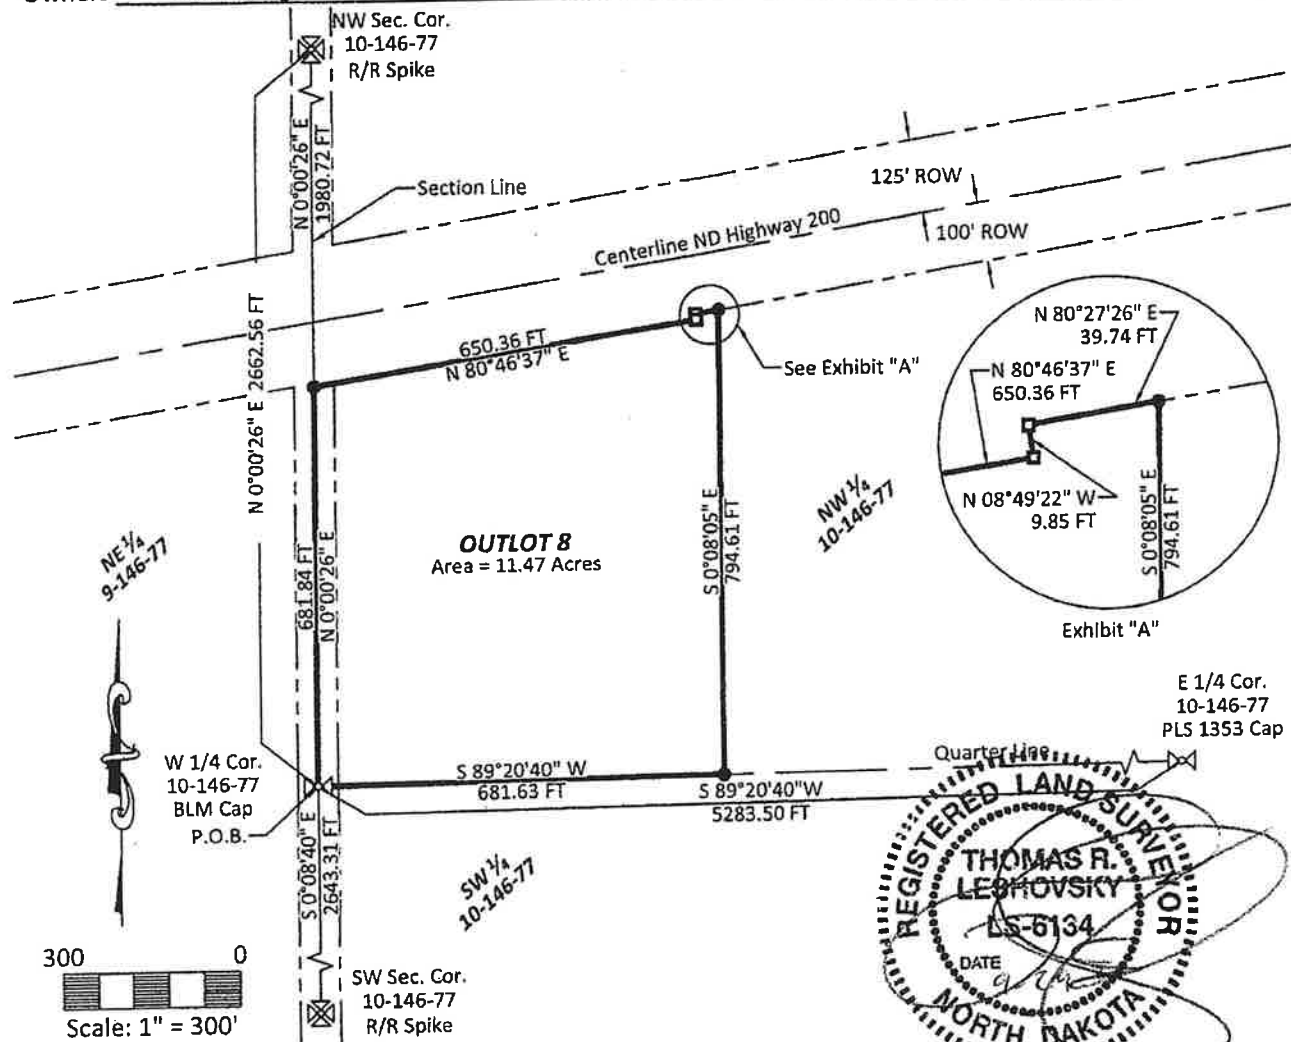 NW Sec. Cor.
10-146-77
R/R Spike
N 0°00'26" E
1980.72 FT
Section Line
125' ROW
Centerline ND Highway 200
100' ROW
N 0°00'26" E 2662.56 FT
650.36 FT
N 80°46'37" E
See Exhibit "A"
N 80°27'26" E
39.74 FT
N 80°46'37" E
650.36 FT
N 08°49'22" W
9.85 FT
S 0°08'05" E
794.61 FT
Exhibit "A"
NW 1/4
10-146-77
S 0°08'05" E
794.61 FT
OUTLOT 8
Area = 11.47 Acres
681.84 FT
N 0°00'26" E
NE 1/4
9-146-77
E 1/4 Cor.
10-146-77
PLS 1353 Cap
W 1/4 Cor.
10-146-77
BLM Cap
P.O.B.
S 89°20'40" W
681.63 FT
Quarter Line
S 89°20'40"W
5283.50 FT
S 0°08'40" E
2643.31 FT
SW 1/4
10-146-77
REGISTERED LAND SURVEYOR
THOMAS R.
LESHOVSKY
LS-6134
DATE
NORTH DAKOTA
300 0
Scale: 1" = 300'
SW Sec. Cor.
10-146-77
R/R Spike